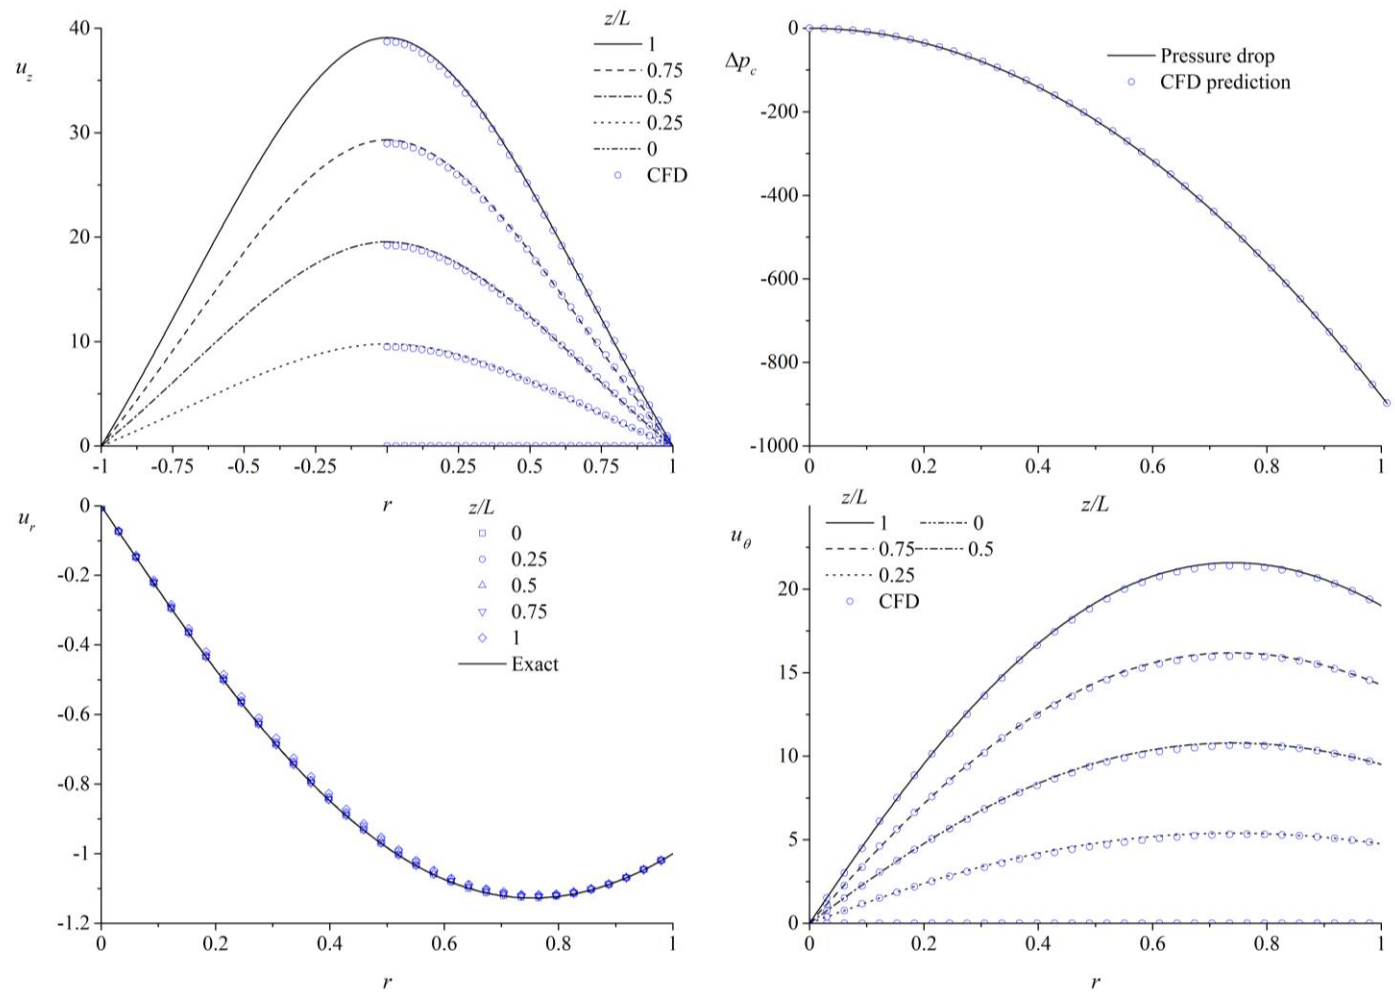 z/L
40
u_z
1
0.75
30
0.5
0.25
0
CFD
20
10
0
-1 -0.75 -0.5 -0.25 0.25 0.5 0.75 1
r
0
Δp_c
Pressure drop
CFD prediction
-200
-400
-600
-800
-1000
0 0.2 0.4 0.6 0.8 1
z/L
0
u_r
z/L
0
0.25
-0.2
0.5
0.75
-0.4
1
Exact
-0.6
-0.8
-1
-1.2
0 0.2 0.4 0.6 0.8 1
r
z/L
1 0
u_θ
0.75 0.5
0.25
20
CFD
15
10
5
0
0 0.2 0.4 0.6 0.8 1
r